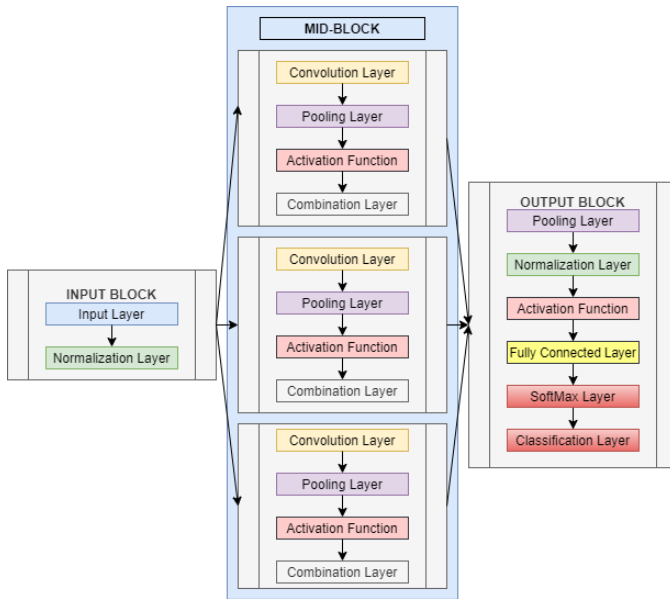 INPUT BLOCK
Input Layer
Normalization Layer
MID-BLOCK
Convolution Layer
Pooling Layer
Activation Function
Combination Layer
Convolution Layer
Pooling Layer
Activation Function
Combination Layer
Convolution Layer
Pooling Layer
Activation Function
Combination Layer
OUTPUT BLOCK
Pooling Layer
Normalization Layer
Activation Function
Fully Connected Layer
SoftMax Layer
Classification Layer